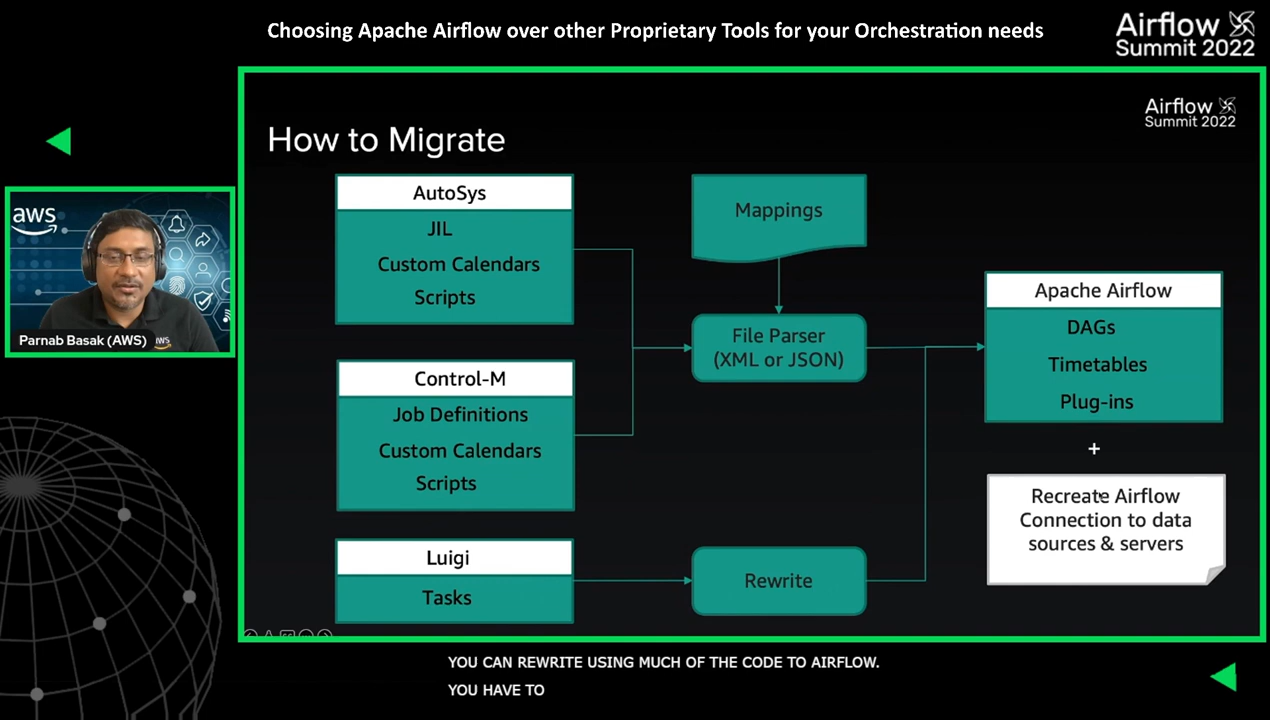 Choosing Apache Airflow over other Proprietary Tools for your Orchestration needs
Airflow
Summit 2022
Airflow
Summit 2022
How to Migrate
AutoSys
JIL
Custom Calendars
Scripts
Mappings
aws
Parnab Basak (AWS)
aws
File Parser
(XML or JSON)
Apache Airflow
DAGs
Timetables
Plug-ins
Control-M
Job Definitions
Custom Calendars
Scripts
+
Recreate Airflow
Connection to data
sources & servers
Luigi
Tasks
Rewrite
YOU CAN REWRITE USING MUCH OF THE CODE TO AIRFLOW.
YOU HAVE TO